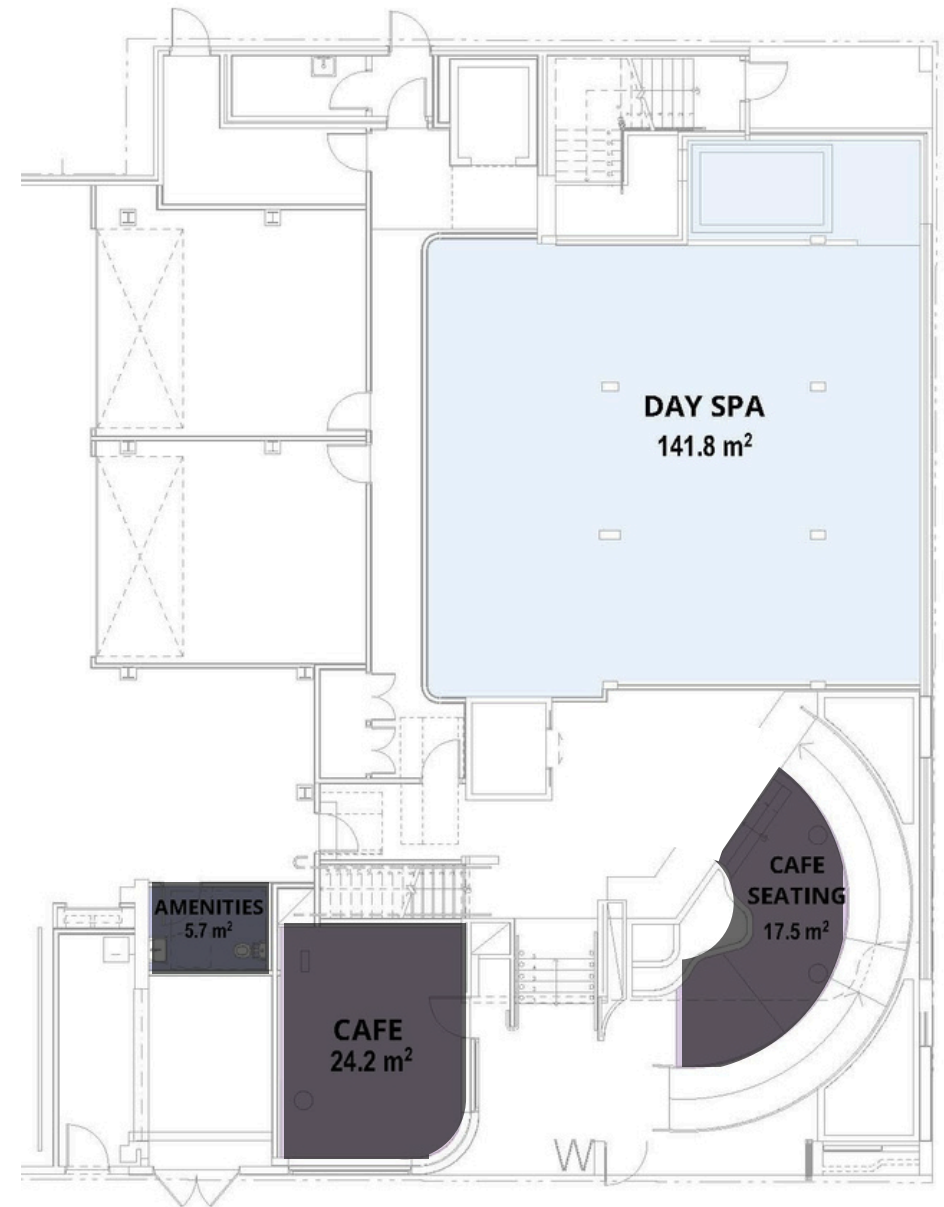 DAY SPA
141.8 m²
CAFE
SEATING
17.5 m²
AMENITIES
5.7 m²
CAFE
24.2 m²
W